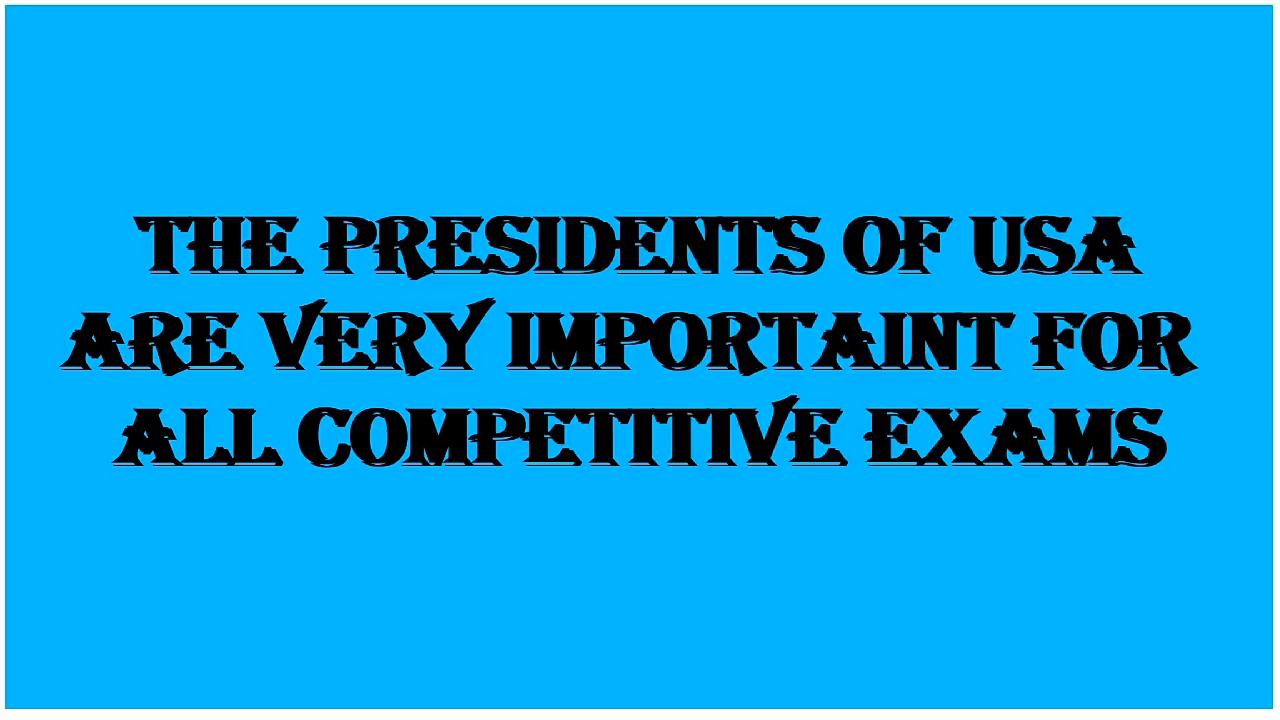 THE PRESIDENTS OF USA
ARE VERY IMPORTAINT FOR
ALL COMPETITIVE EXAMS